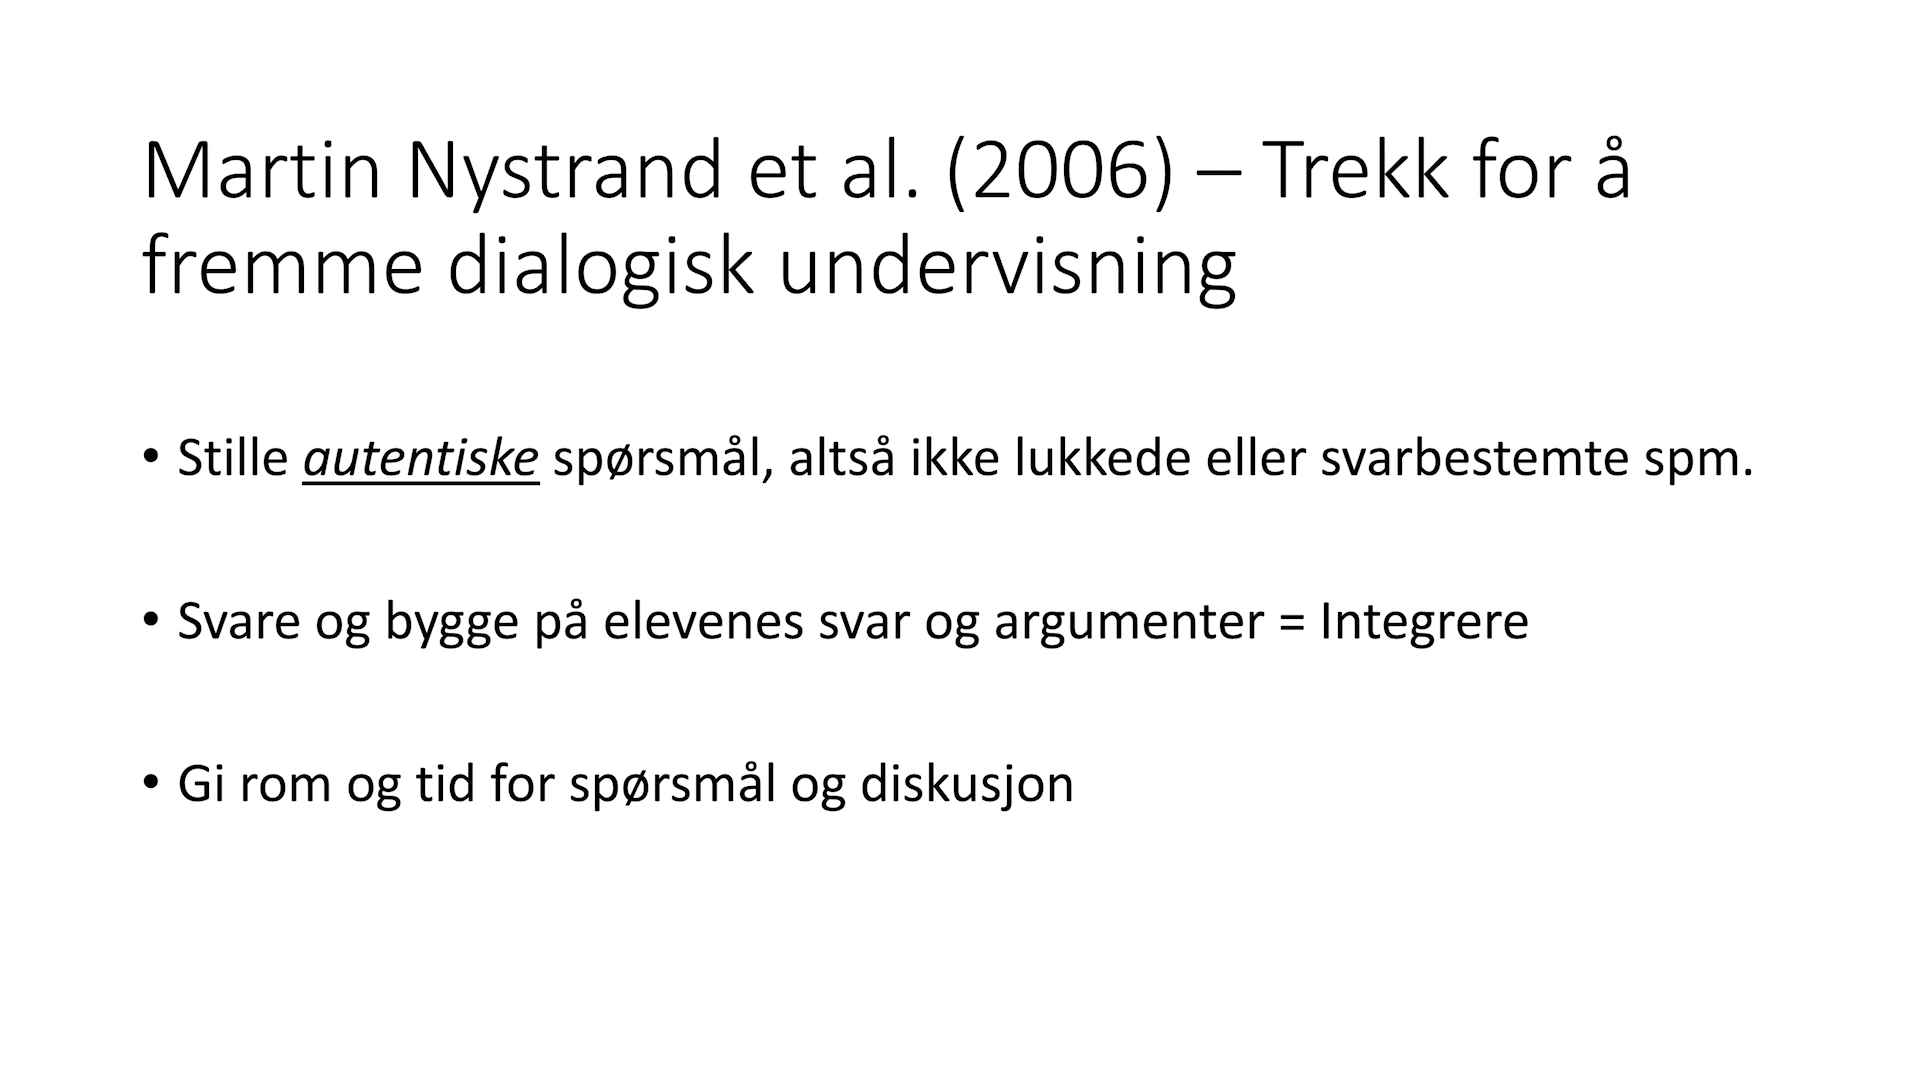 Martin Nystrand et al. (2006) – Trekk for å
fremme dialogisk undervisning
• Stille autentiske spørsmål, altså ikke lukkede eller svarbestemte spm.
• Svare og bygge på elevenes svar og argumenter = Integrere
• Gi rom og tid for spørsmål og diskusjon